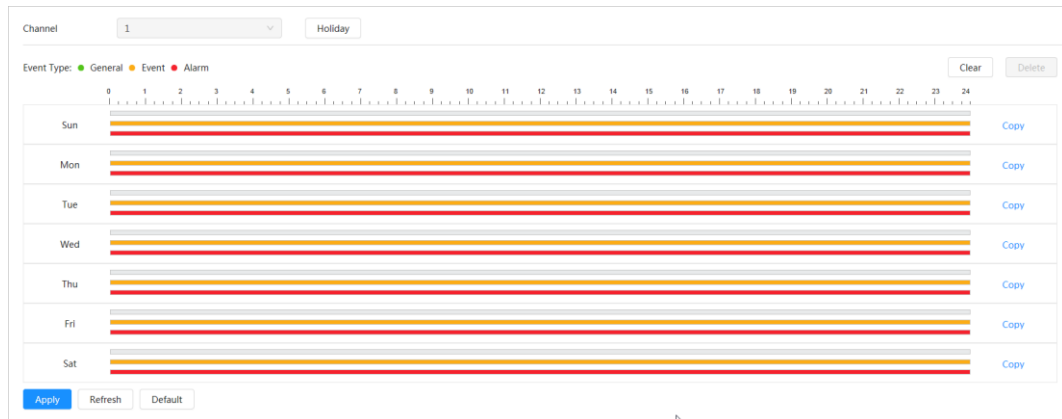 Channel 1 Holiday
Event Type: General Event Alarm Clear Delete
0 1 2 3 4 5 6 7 8 9 10 11 12 13 14 15 16 17 18 19 20 21 22 23 24
Sun Copy
Mon Copy
Tue Copy
Wed Copy
Thu Copy
Fri Copy
Sat Copy
Apply Refresh Default